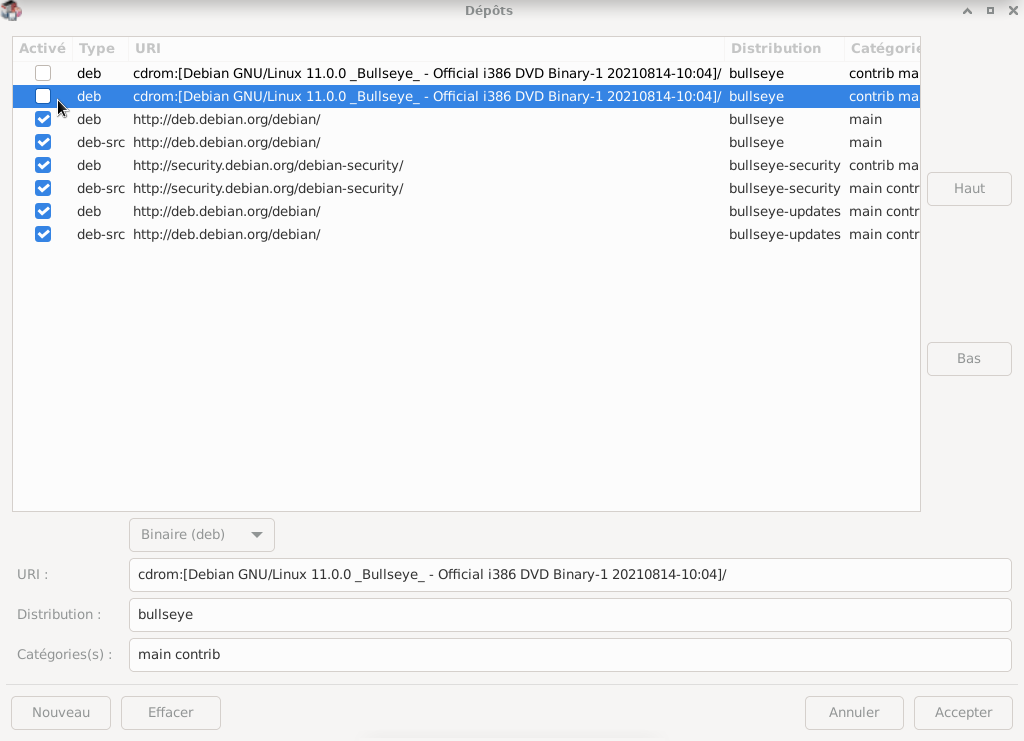 Dépôts
Activé Type URI Distribution Catégorie
deb cdrom:[Debian GNU/Linux 11.0.0 _Bullseye_ - Official i386 DVD Binary-1 20210814-10:04]/ bullseye contrib ma
deb cdrom:[Debian GNU/Linux 11.0.0 _Bullseye_ - Official i386 DVD Binary-1 20210814-10:04]/ bullseye contrib ma
deb http://deb.debian.org/debian/ bullseye main
deb-src http://deb.debian.org/debian/ bullseye main
deb http://security.debian.org/debian-security/ bullseye-security contrib ma
deb-src http://security.debian.org/debian-security/ bullseye-security main contr
deb http://deb.debian.org/debian/ bullseye-updates main contr
deb-src http://deb.debian.org/debian/ bullseye-updates main contr
Haut
Bas
Binaire (deb)
URI : cdrom:[Debian GNU/Linux 11.0.0 _Bullseye_ - Official i386 DVD Binary-1 20210814-10:04]/
Distribution : bullseye
Catégories(s) : main contrib
Nouveau Effacer Annuler Accepter